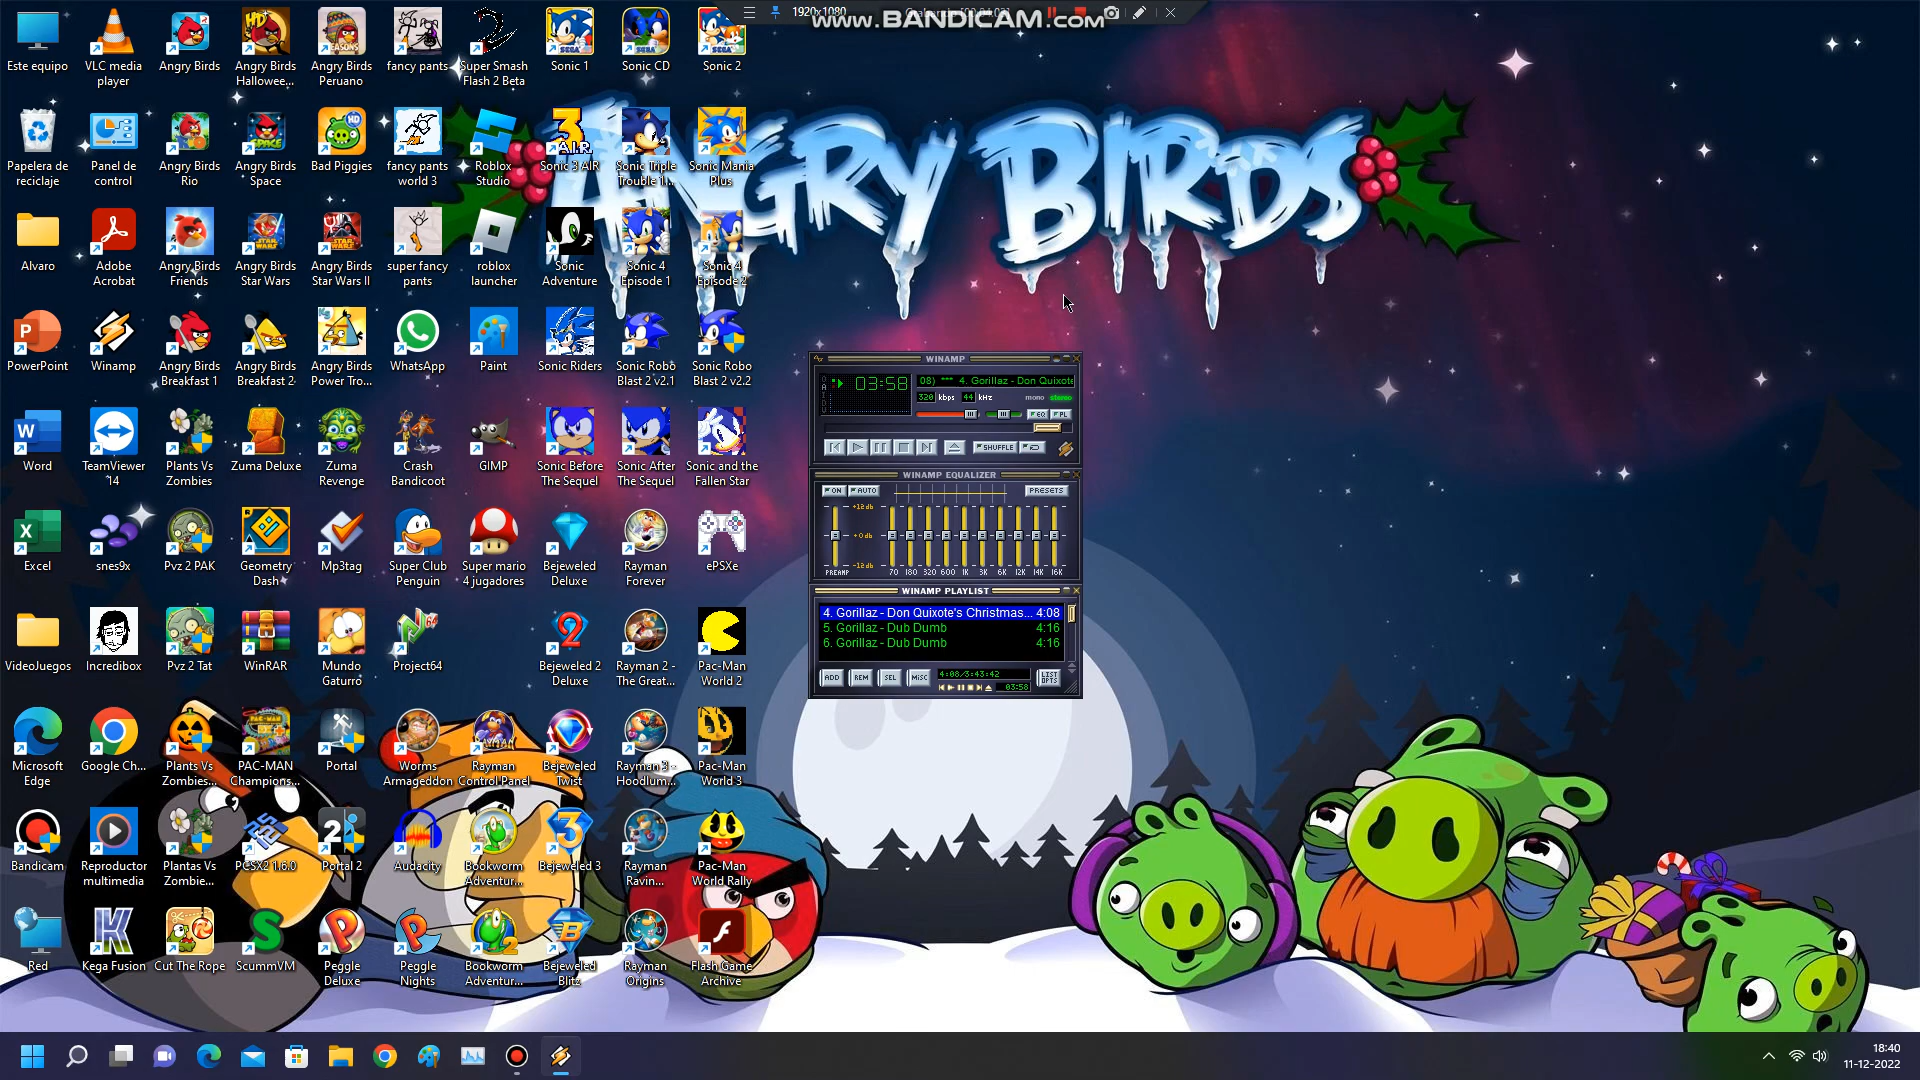 1920x1080
www.BANDICAM.com
Este equipo
VLC media
player
Angry Birds
Angry Birds
Hallowee...
Angry Birds
Peruano
fancy pants
Super Smash
Flash 2 Beta
Sonic 1
Sonic CD
Sonic 2
ANGRY BIRDS
Papelera de
reciclaje
Panel de
control
Angry Birds
Rio
Angry Birds
Space
Bad Piggies
fancy pants
world 3
Roblox
Studio
Sonic 3 AIR
Sonic Triple
Trouble 1...
Sonic Mania
Plus
Alvaro
Adobe
Acrobat
Angry Birds
Friends
Angry Birds
Star Wars
Angry Birds
Star Wars II
super fancy
pants
roblox
launcher
Sonic
Adventure
Sonic 4
Episode 1
Sonic 4
Episode 2
PowerPoint
Winamp
Angry Birds
Breakfast 1
Angry Birds
Breakfast 2
Angry Birds
Power Tro...
WhatsApp
Paint
Sonic Riders
Sonic Robo
Blast 2 v2.1
Sonic Robo
Blast 2 v2.2
Word
TeamViewer
14
Plants Vs
Zombies
Zuma Deluxe
Zuma
Revenge
Crash
Bandicoot
GIMP
Sonic Before
The Sequel
Sonic After
The Sequel
Sonic and the
Fallen Star
Excel
snes9x
Pvz 2 PAK
Geometry
Dash
Mp3tag
Super Club
Penguin
Super mario
4 jugadores
Bejeweled
Deluxe
Rayman
Forever
ePSXe
VideoJuegos
Incredibox
Pvz 2 Tat
WinRAR
Mundo
Gaturro
Project64
Bejeweled 2
Deluxe
Rayman 2 -
The Great...
Pac-Man
World 2
Microsoft
Edge
Google Ch...
Plants Vs
Zombies...
PAC-MAN
Champions...
Portal
Worms
Armageddon
Rayman
Control Panel
Bejeweled
Twist
Rayman 3 -
Hoodlum...
Pac-Man
World 3
Bandicam
Reproductor
multimedia
Plantas Vs
Zombie...
PCSX2 1.6.0
Portal 2
Audacity
Bookworm
Adventur...
Bejeweled 3
Rayman
Ravin...
Pac-Man
World Rally
Red
Kega Fusion
Cut The Rope
ScummVM
Peggle
Deluxe
Peggle
Nights
Bookworm
Adventur...
Bejeweled
Blitz
Rayman
Origins
Flash Game
Archive
WINAMP
03:58
08) *** 4. Gorillaz - Don Quixote
320 kbps 44 kHz mono stereo
EQ PL
SHUFFLE
WINAMP EQUALIZER
ON AUTO PRESETS
+12 db
+0 db
-12 db
PREAMP 70 180 320 600 1K 3K 6K 12K 14K 16K
WINAMP PLAYLIST
4. Gorillaz - Don Quixote's Christmas... 4:08
5. Gorillaz - Dub Dumb 4:16
6. Gorillaz - Dub Dumb 4:16
ADD REM SEL MISC 4:08/3:43:42 LIST OPTS
03:58
18:40
11-12-2022